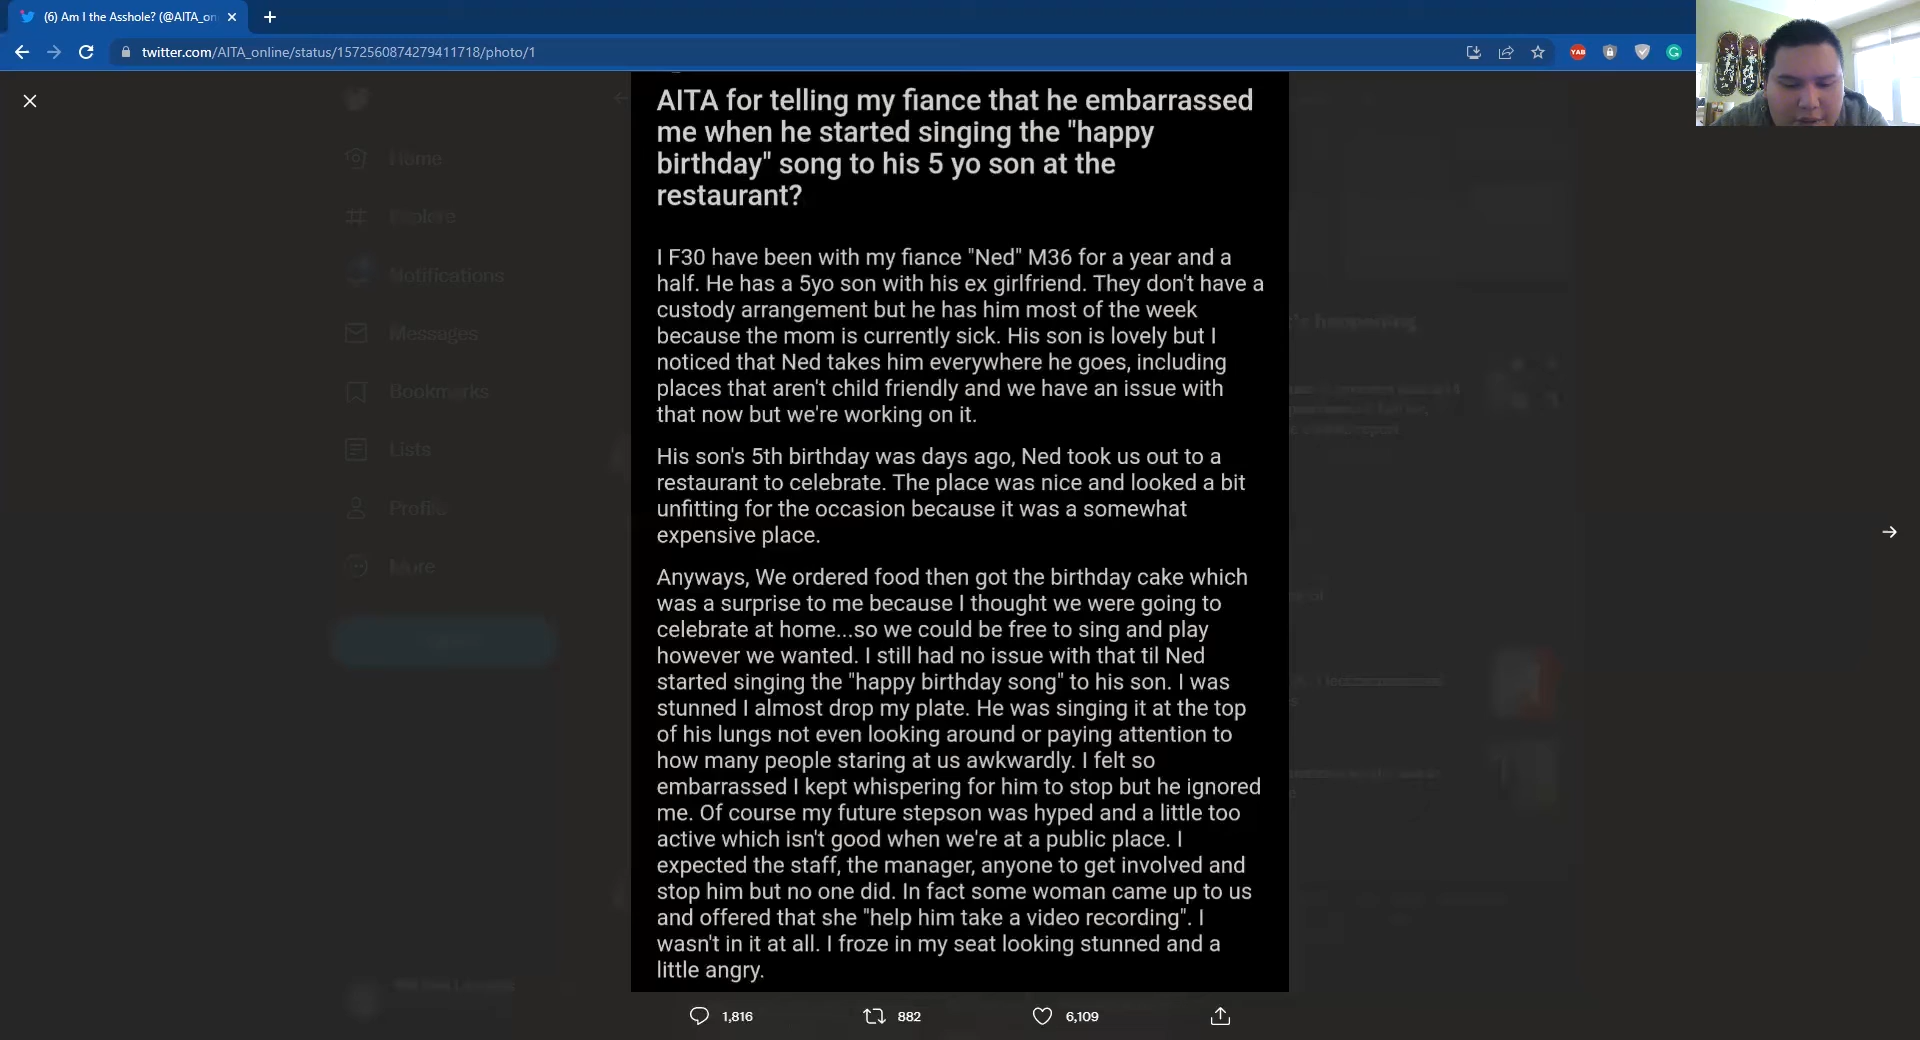 (6) Am I the Asshole? (@AITA_on
twitter.com/AITA_online/status/1572560874279411718/photo/1
YAB
AITA for telling my fiance that he embarrassed
me when he started singing the "happy
birthday" song to his 5 yo son at the
restaurant?
I F30 have been with my fiance "Ned" M36 for a year and a
half. He has a 5yo son with his ex girlfriend. They don't have a
custody arrangement but he has him most of the week
because the mom is currently sick. His son is lovely but I
noticed that Ned takes him everywhere he goes, including
places that aren't child friendly and we have an issue with
that now but we're working on it.
His son's 5th birthday was days ago, Ned took us out to a
restaurant to celebrate. The place was nice and looked a bit
unfitting for the occasion because it was a somewhat
expensive place.
Anyways, We ordered food then got the birthday cake which
was a surprise to me because I thought we were going to
celebrate at home...so we could be free to sing and play
however we wanted. I still had no issue with that til Ned
started singing the "happy birthday song" to his son. I was
stunned I almost drop my plate. He was singing it at the top
of his lungs not even looking around or paying attention to
how many people staring at us awkwardly. I felt so
embarrassed I kept whispering for him to stop but he ignored
me. Of course my future stepson was hyped and a little too
active which isn't good when we're at a public place. I
expected the staff, the manager, anyone to get involved and
stop him but no one did. In fact some woman came up to us
and offered that she "help him take a video recording". I
wasn't in it at all. I froze in my seat looking stunned and a
little angry.
Home
Explore
Notifications
Messages
Bookmarks
Lists
Profile
More
1,816
882
6,109